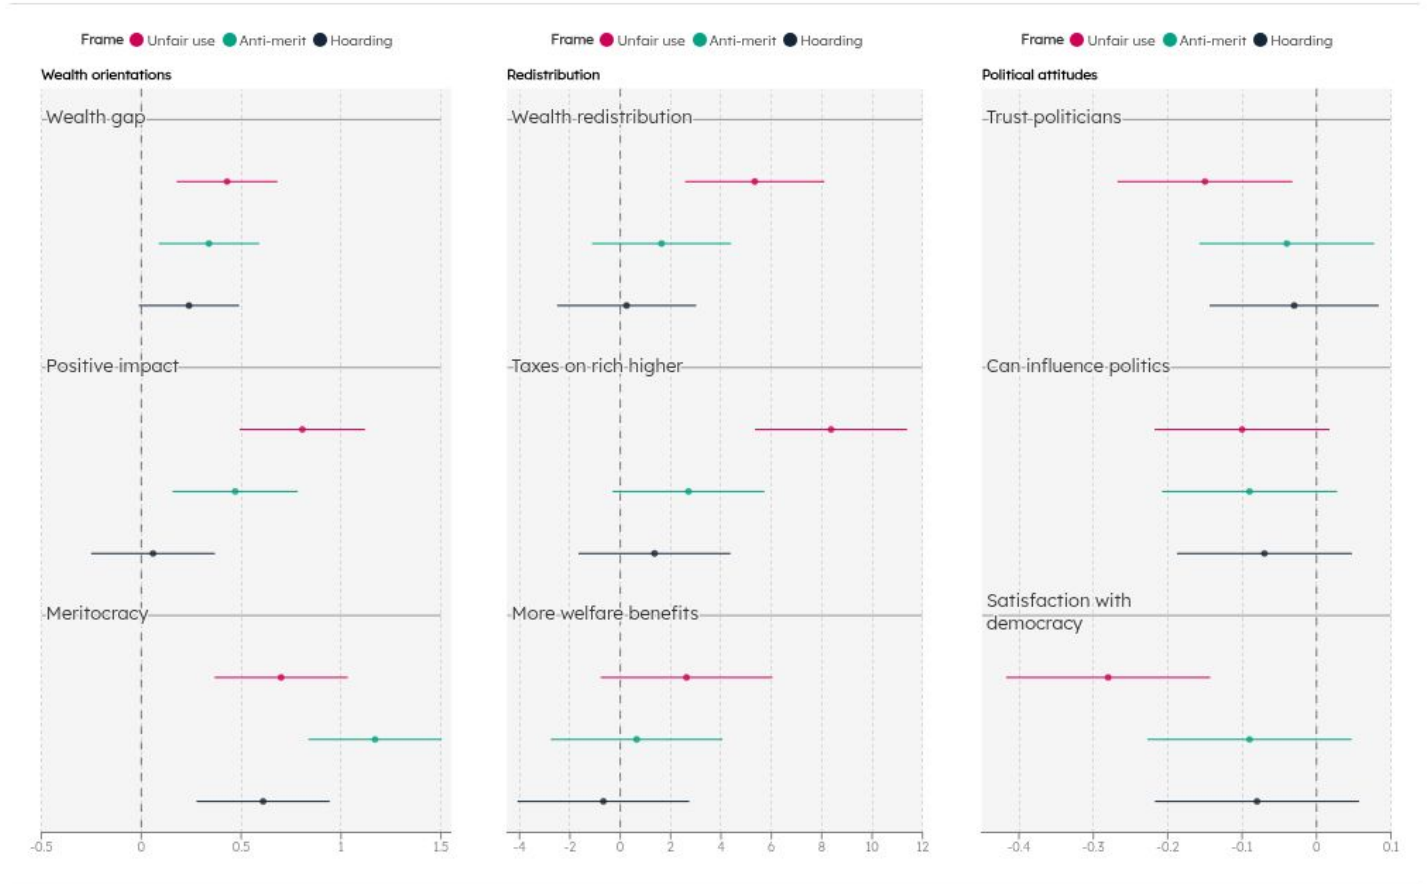 Frame Unfair use Anti-merit Hoarding
Wealth orientations
Wealth gap
Positive impact
Meritocracy
-0.5 0 0.5 1 1.5
Frame Unfair use Anti-merit Hoarding
Redistribution
Wealth redistribution
Taxes on rich higher
More welfare benefits
-4 -2 0 2 4 6 8 10 12
Frame Unfair use Anti-merit Hoarding
Political attitudes
Trust politicians
Can influence politics
Satisfaction with
democracy
-0.4 -0.3 -0.2 -0.1 0 0.1